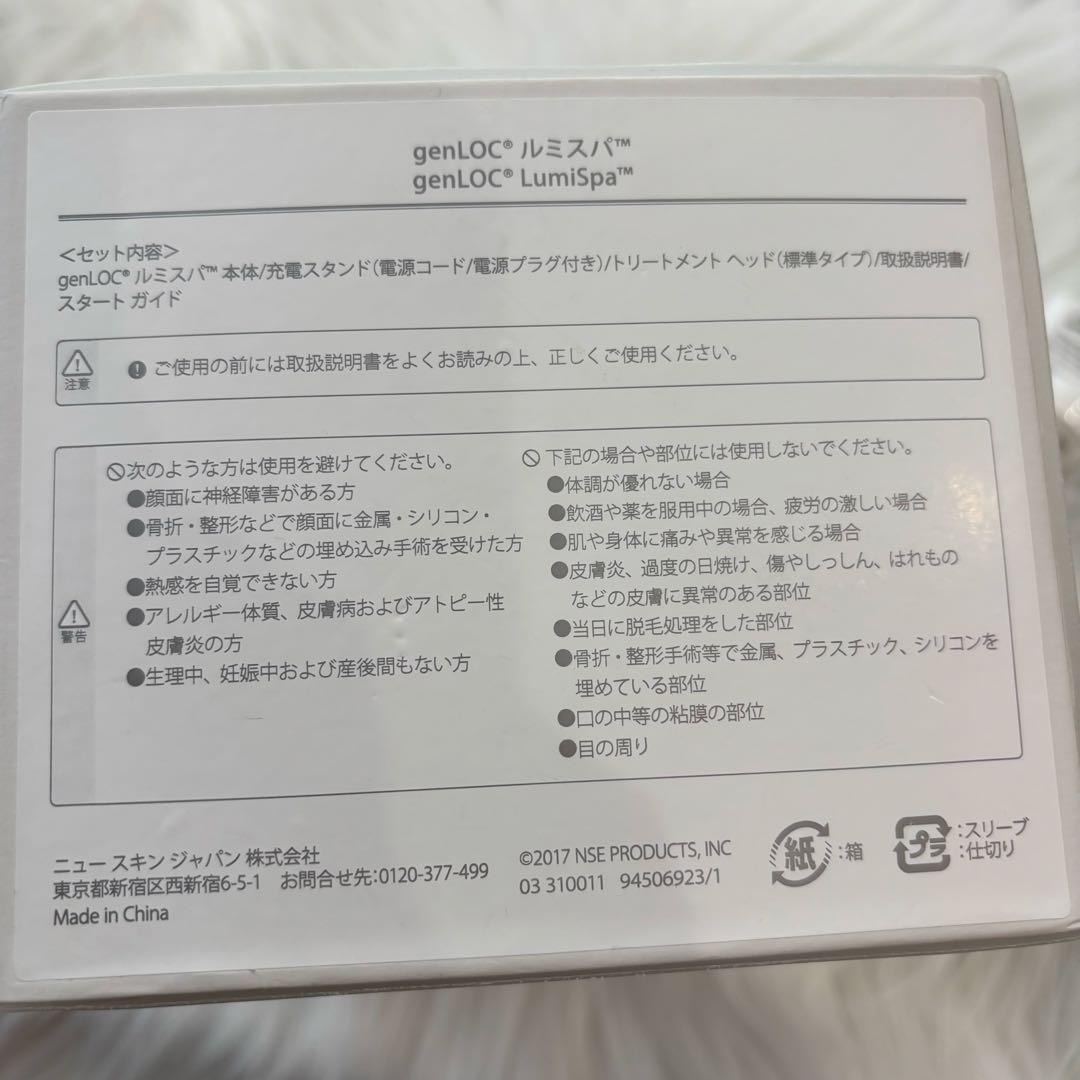 genLOC® ルミスパ™
genLOC® LumiSpa™
＜セット内容＞
genLOC® ルミスパ™ 本体/充電スタンド(電源コード/電源プラグ付き)/トリートメント ヘッド(標準タイプ)/取扱説明書/
スタート ガイド
注意
ご使用の前には取扱説明書をよくお読みの上、正しくご使用ください。
警告
次のような方は使用を避けてください。
●顔面に神経障害がある方
●骨折・整形などで顔面に金属・シリコン・
プラスチックなどの埋め込み手術を受けた方
●熱感を自覚できない方
●アレルギー体質、皮膚病およびアトピー性
皮膚炎の方
●生理中、妊娠中および産後間もない方
下記の場合や部位には使用しないでください。
●体調が優れない場合
●飲酒や薬を服用中の場合、疲労の激しい場合
●肌や身体に痛みや異常を感じる場合
●皮膚炎、過度の日焼け、傷やしっしん、はれもの
などの皮膚に異常のある部位
●当日に脱毛処理をした部位
●骨折・整形手術等で金属、プラスチック、シリコンを
埋めている部位
●口の中等の粘膜の部位
●目の周り
ニュー スキン ジャパン 株式会社
東京都新宿区西新宿6-5-1 お問合せ先:0120-377-499
Made in China
©2017 NSE PRODUCTS, INC
03 310011 94506923/1
紙:箱
プラ:スリーブ
:仕切り